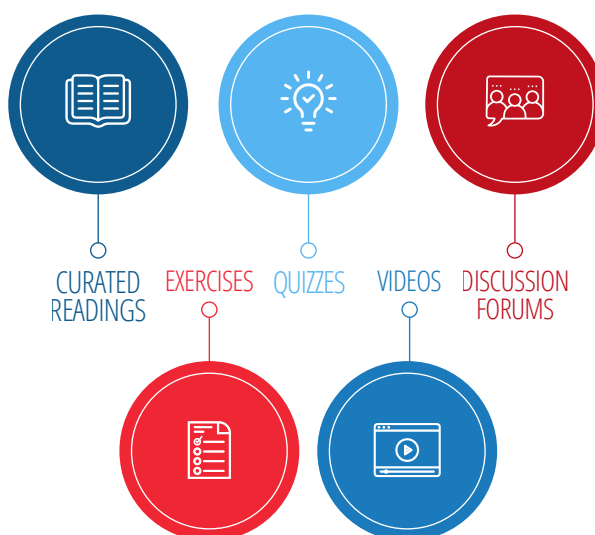 CURATED
READINGS
EXERCISES
QUIZZES
VIDEOS
DISCUSSION
FORUMS